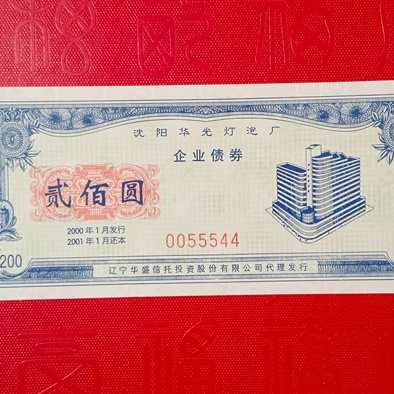 沈阳华光灯泡厂
企业债券
贰佰圆
2000年1月发行
2001年1月还本
0055544
200
辽宁华盛信托投资股份有限公司代理发行